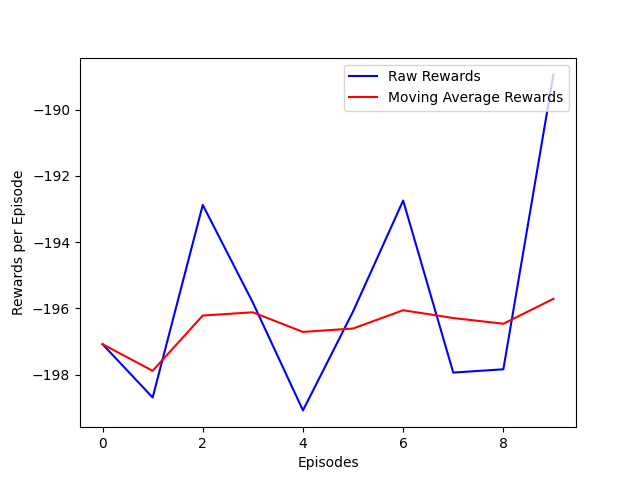 Raw Rewards
Moving Average Rewards
−190
−192
−194
−196
−198
Rewards per Episode
0 2 4 6 8
Episodes